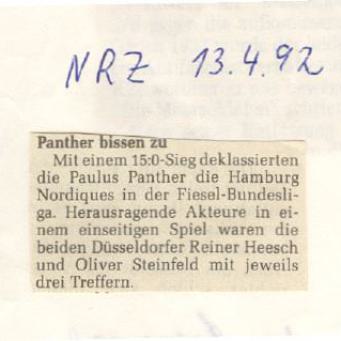 NRZ 13.4.92
Panther bissen zu
Mit einem 15:0-Sieg deklassierten
die Paulus Panther die Hamburg
Nordiques in der Fiesel-Bundesli-
ga. Herausragende Akteure in ei-
nem einseitigen Spiel waren die
beiden Düsseldorfer Reiner Heesch
und Oliver Steinfeld mit jeweils
drei Treffern.